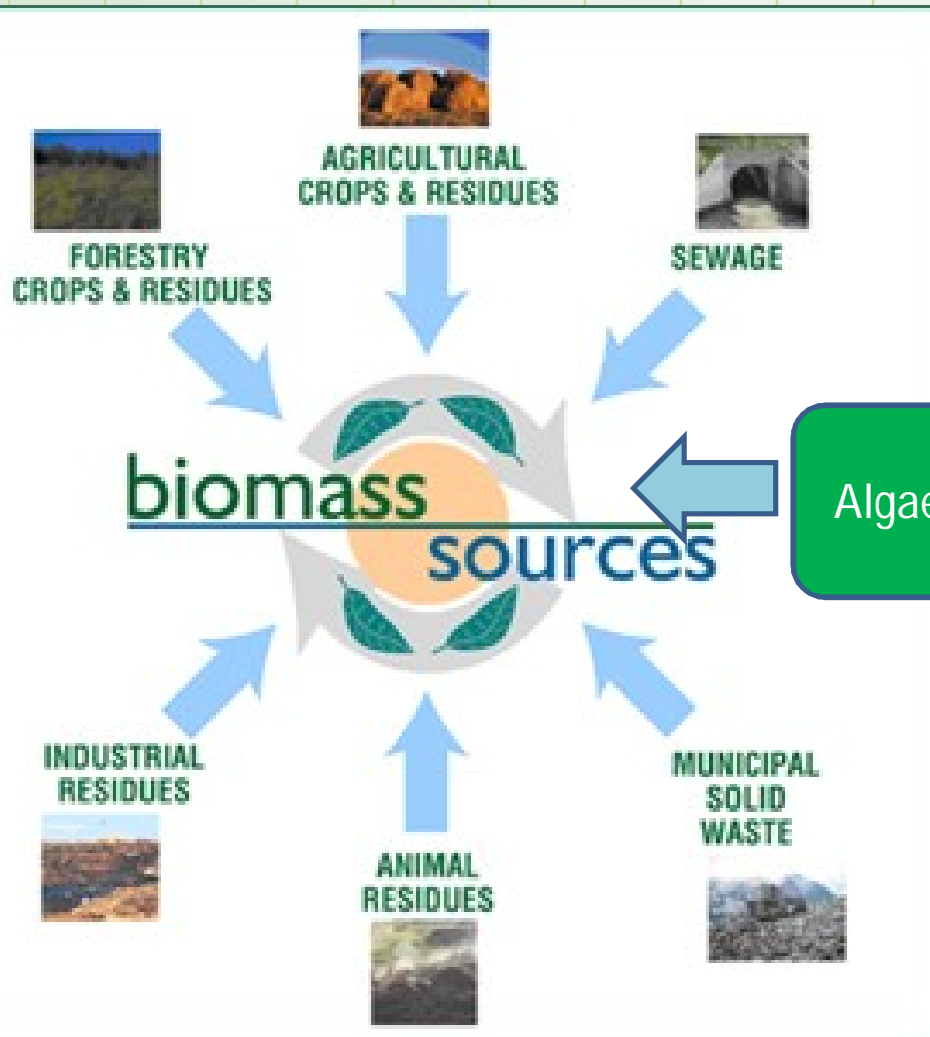 AGRICULTURAL
CROPS & RESIDUES
FORESTRY
CROPS & RESIDUES
SEWAGE
biomass
sources
Algae
INDUSTRIAL
RESIDUES
MUNICIPAL
SOLID
WASTE
ANIMAL
RESIDUES